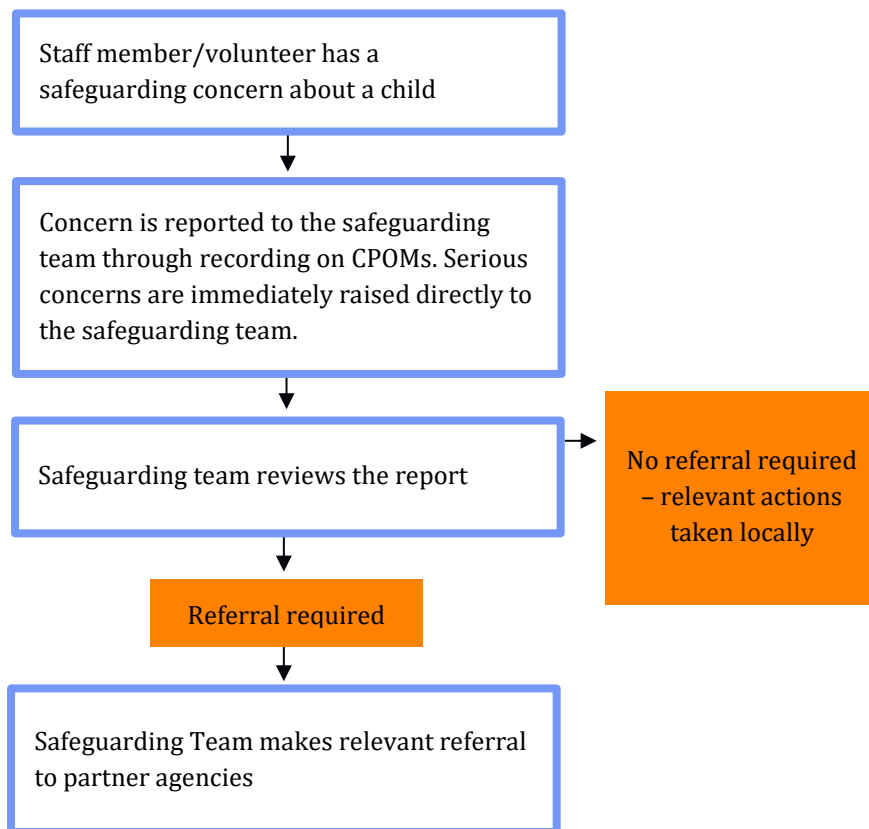 Staff member/volunteer has a
safeguarding concern about a child
Concern is reported to the safeguarding
team through recording on CPOMs. Serious
concerns are immediately raised directly to
the safeguarding team.
Safeguarding team reviews the report
No referral required
– relevant actions
taken locally
Referral required
Safeguarding Team makes relevant referral
to partner agencies